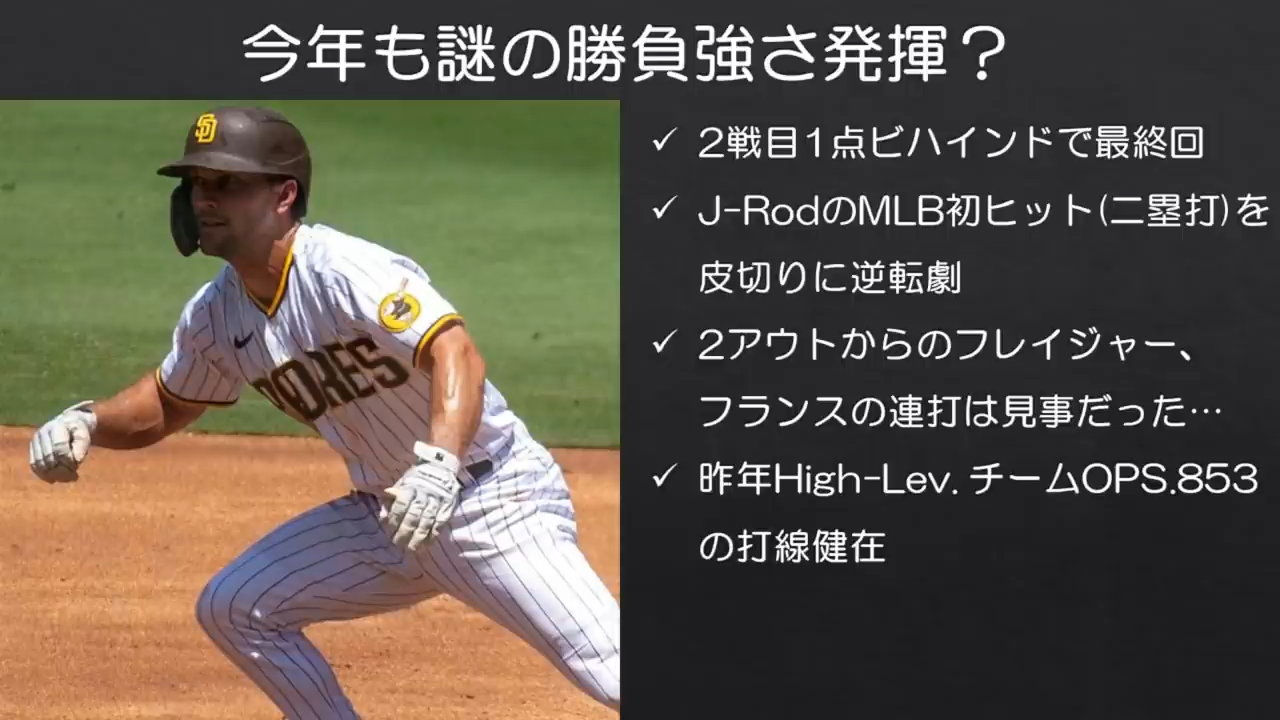 今年も謎の勝負強さ発揮？
SD
PADRES
✓ 2戦目1点ビハインドで最終回
✓ J-RodのMLB初ヒット(二塁打)を
皮切りに逆転劇
✓ 2アウトからのフレイジャー、
フランスの連打は見事だった…
✓ 昨年High-Lev. チームOPS.853
の打線健在